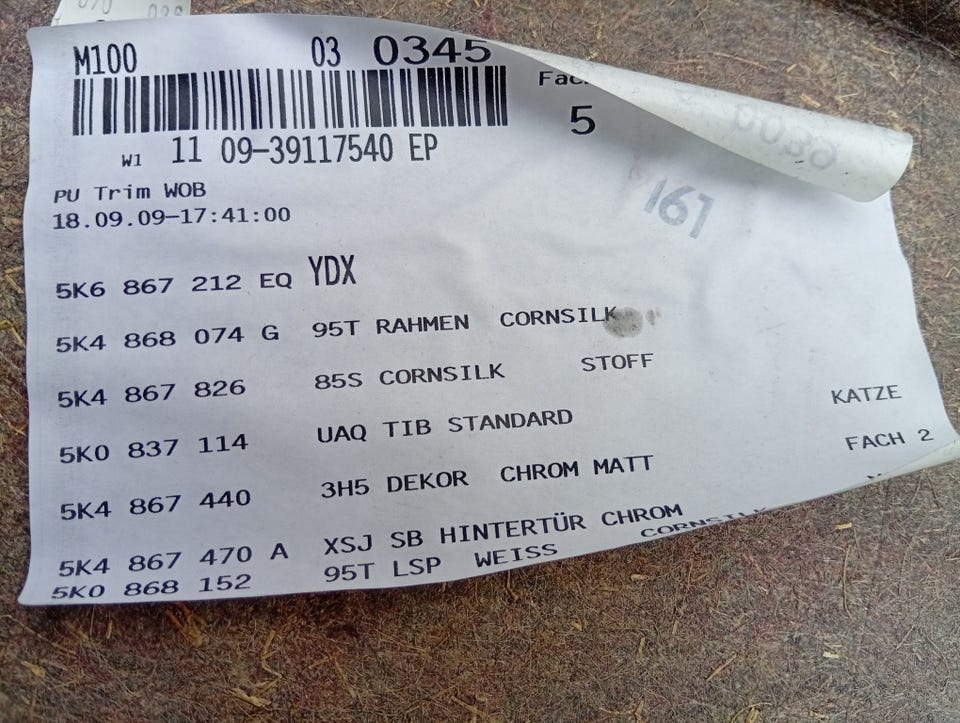 M100 03 0345
Fac
5
W1 11 09-39117540 EP
PU Trim WOB
18.09.09-17:41:00
161
5K6 867 212 EQ YDX
5K4 868 074 G 95T RAHMEN CORNSILK
5K4 867 826 85S CORNSILK STOFF
5K0 837 114 UAQ TIB STANDARD KATZE
5K4 867 440 3H5 DEKOR CHROM MATT FACH 2
5K4 867 470 A XSJ SB HINTERTÜR CHROM
5K0 868 152 95T LSP WEISS CORNSILK